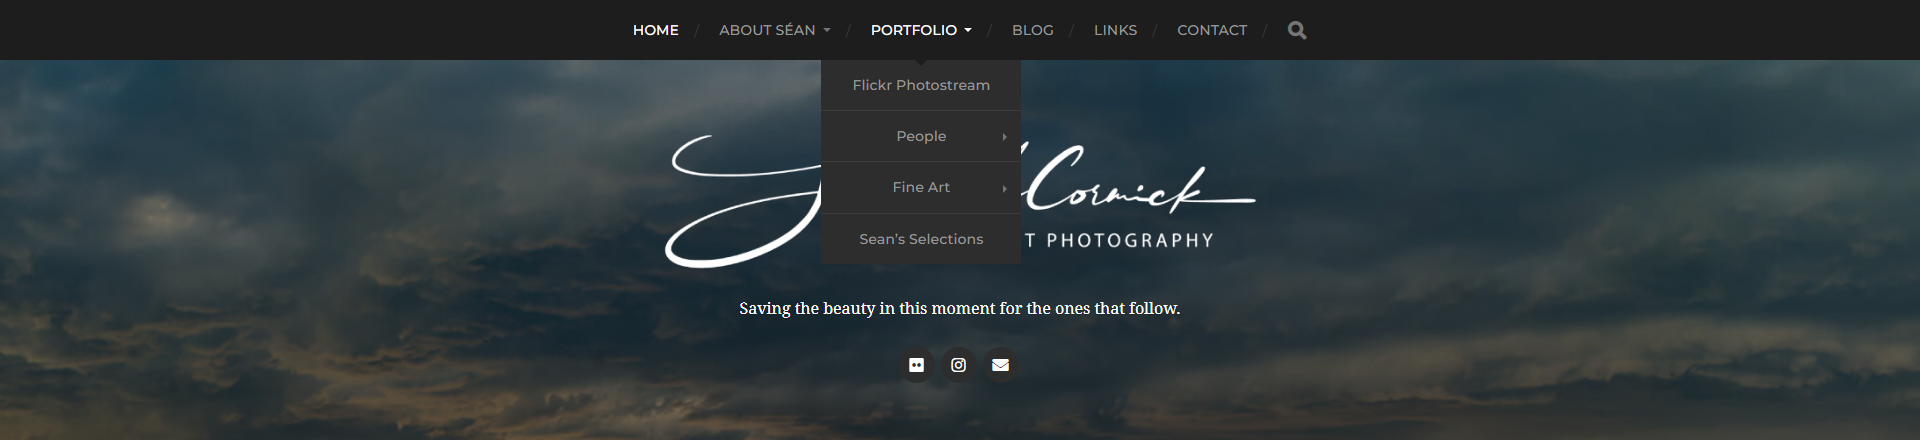 HOME / ABOUT SÉAN / PORTFOLIO / BLOG / LINKS / CONTACT /
Flickr Photostream
People
Fine Art
Sean’s Selections
Cormick
PHOTOGRAPHY
Saving the beauty in this moment for the ones that follow.